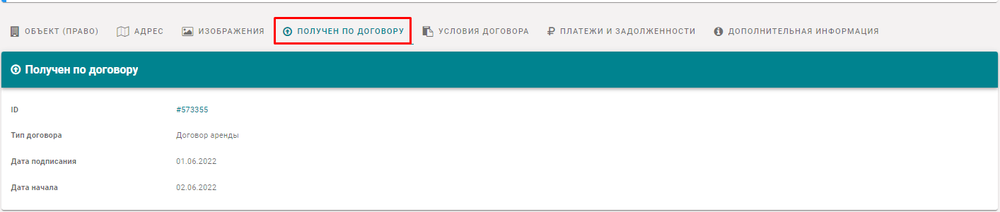 ОБЪЕКТ (ПРАВО) АДРЕС ИЗОБРАЖЕНИЯ ПОЛУЧЕН ПО ДОГОВОРУ УСЛОВИЯ ДОГОВОРА ПЛАТЕЖИ И ЗАДОЛЖЕННОСТИ ДОПОЛНИТЕЛЬНАЯ ИНФОРМАЦИЯ
Получен по договору
ID #573355
Тип договора Договор аренды
Дата подписания 01.06.2022
Дата начала 02.06.2022